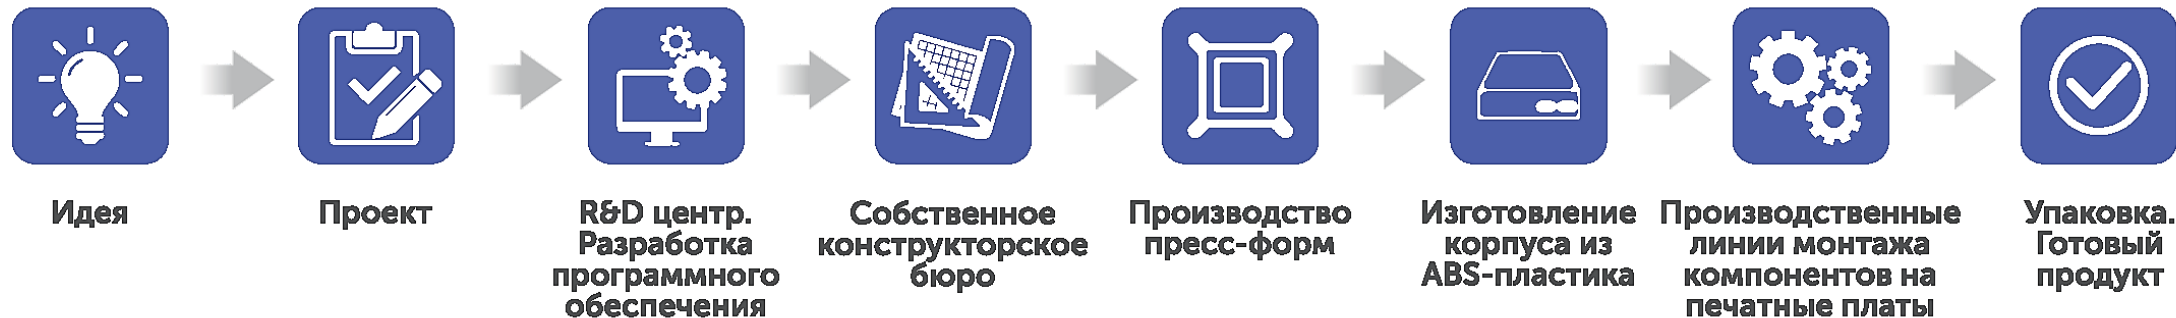 Идея
Проект
R&D центр.
Разработка
программного
обеспечения
Собственное
конструкторское
бюро
Производство
пресс-форм
Изготовление
корпуса из
ABS-пластика
Производственные
линии монтажа
компонентов на
печатные платы
Упаковка.
Готовый
продукт